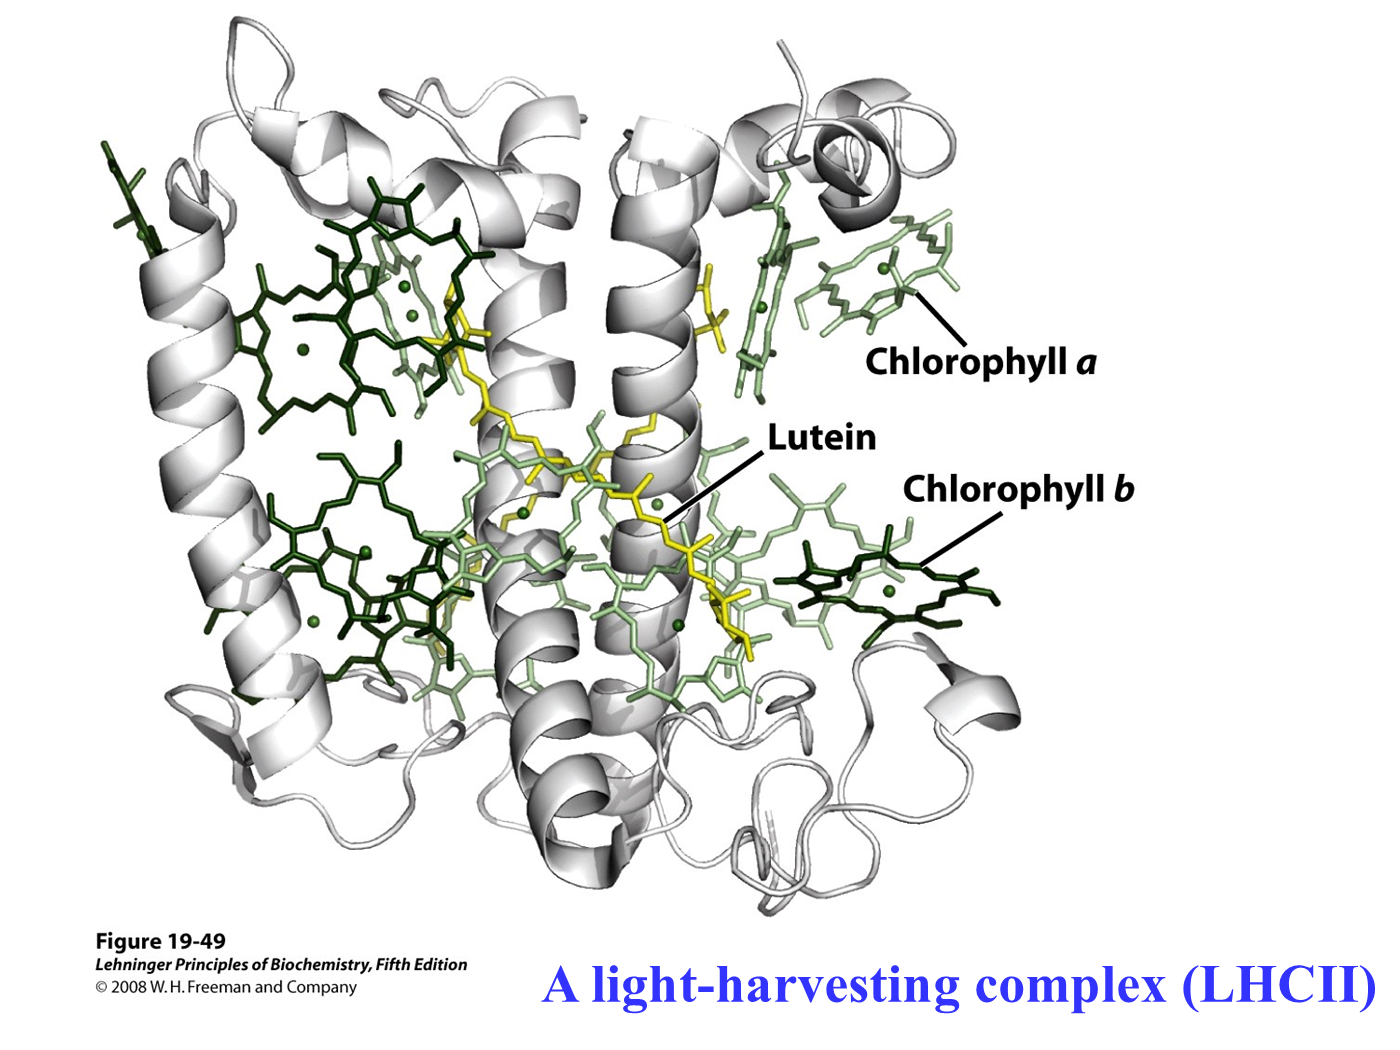 Chlorophyll a
Lutein
Chlorophyll b
Figure 19-49
Lehninger Principles of Biochemistry, Fifth Edition
© 2008 W. H. Freeman and Company
A light-harvesting complex (LHCII)